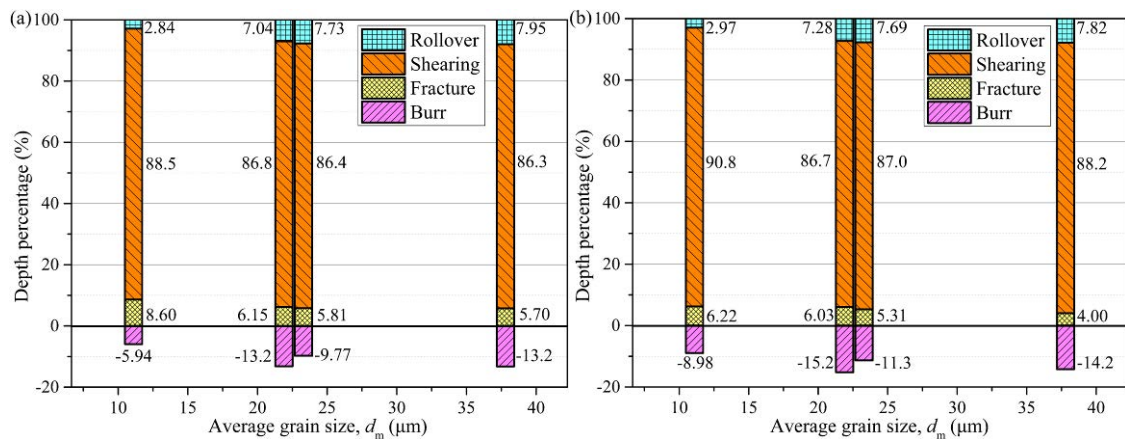 (a)
Depth percentage (%)
100
80
60
40
20
0
-20
2.84
7.04
7.73
7.95
Rollover
Shearing
Fracture
Burr
88.5
86.8
86.4
86.3
8.60
6.15
5.81
5.70
-5.94
-13.2
-9.77
-13.2
10 15 20 25 30 35 40
Average grain size, dm (μm)
(b)
Depth percentage (%)
100
80
60
40
20
0
-20
2.97
7.28
7.69
7.82
Rollover
Shearing
Fracture
Burr
90.8
86.7
87.0
88.2
6.22
6.03
5.31
4.00
-8.98
-15.2
-11.3
-14.2
10 15 20 25 30 35 40
Average grain size, dm (μm)